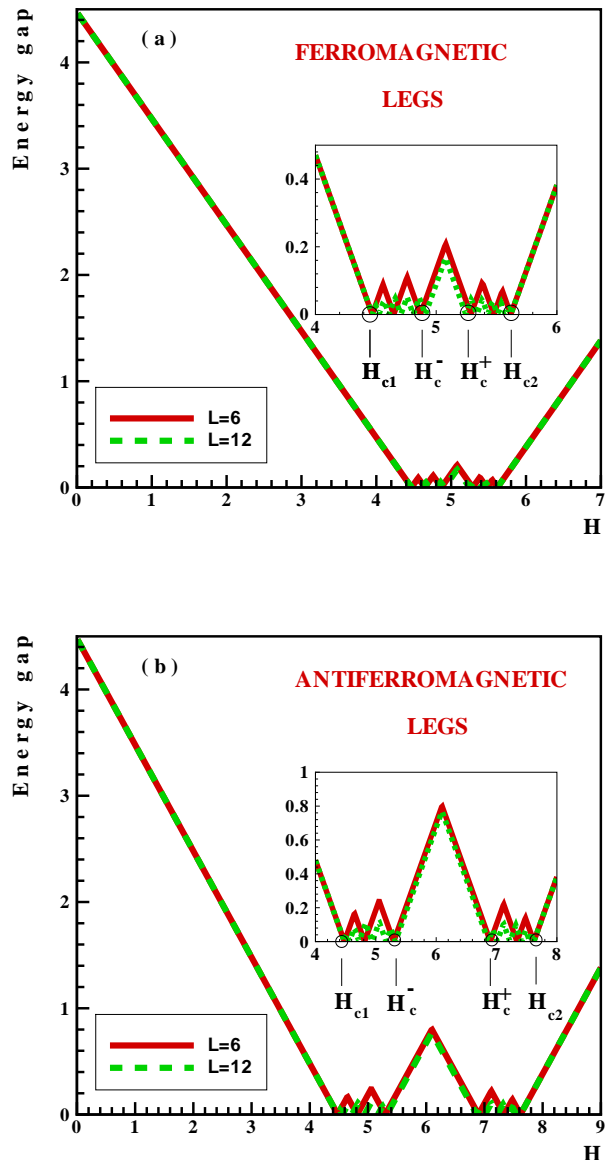 ( a )
FERROMAGNETIC
LEGS
Energy gap
4
3
2
1
0
0.4
0.2
0
4 5 6
H_c1 H_c^- H_c^+ H_c2
L=6
L=12
0 1 2 3 4 5 6 7
H
( b )
ANTIFERROMAGNETIC
LEGS
Energy gap
4
3
2
1
0
1
0.8
0.6
0.4
0.2
0
4 5 6 7 8
H_c1 H_c^- H_c^+ H_c2
L=6
L=12
0 1 2 3 4 5 6 7 8 9
H